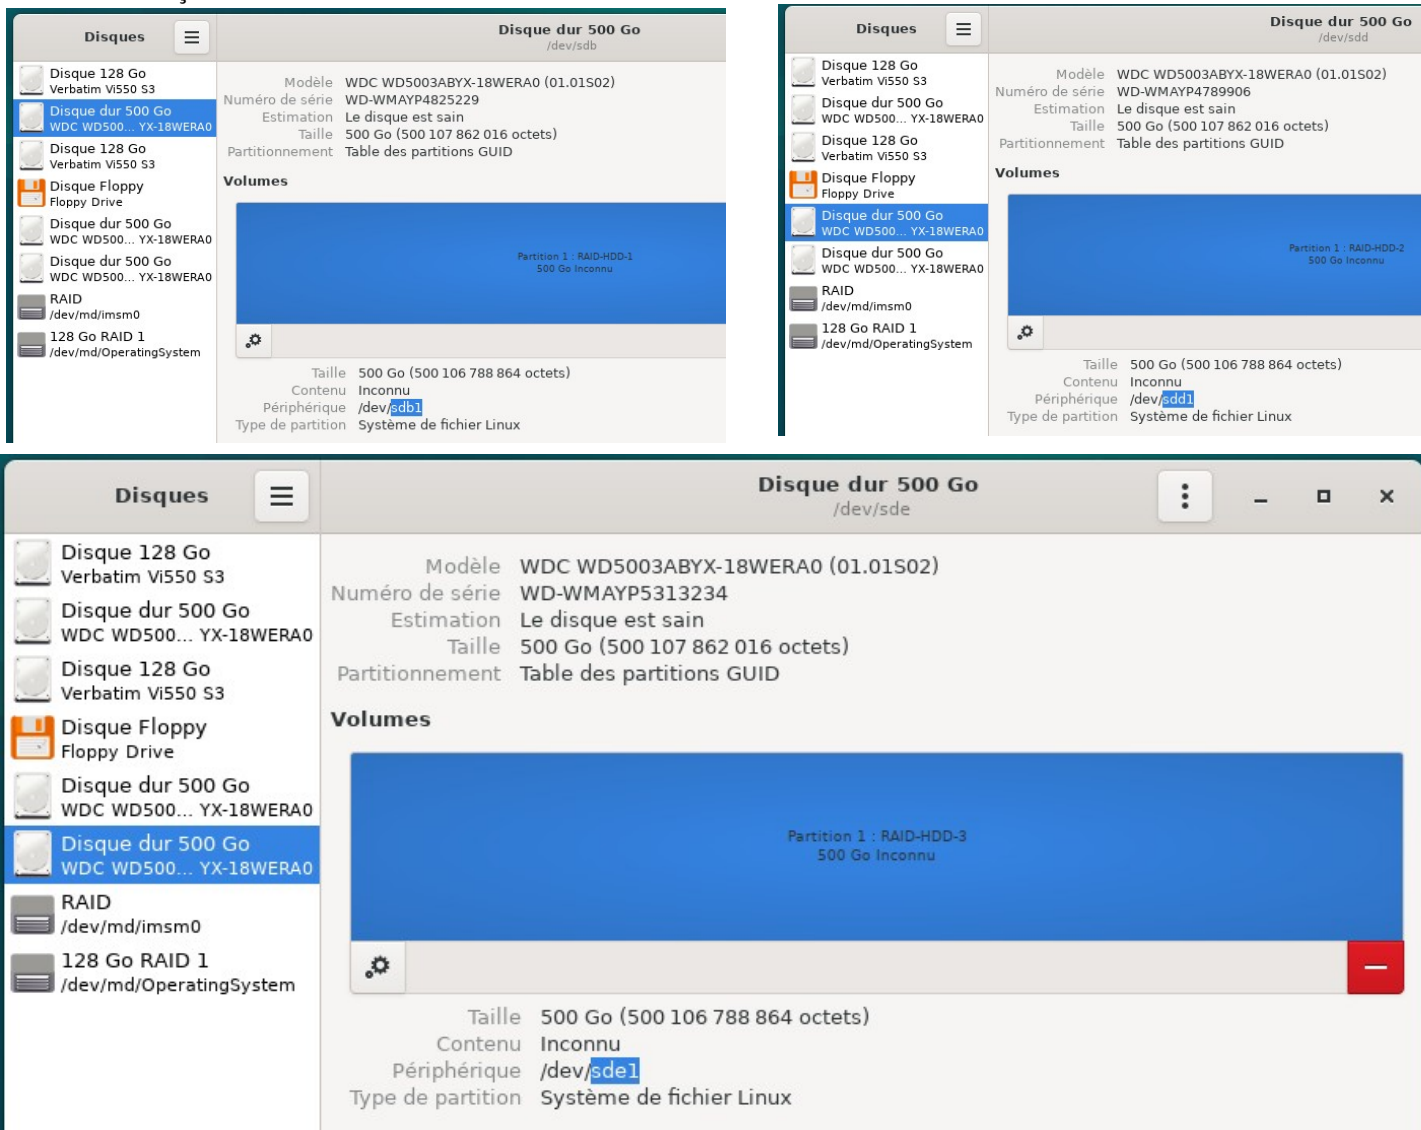 Disques
Disque dur 500 Go
/dev/sdb
Disque 128 Go
Verbatim Vi550 S3
Disque dur 500 Go
WDC WD500... YX-18WERA0
Disque 128 Go
Verbatim Vi550 S3
Disque Floppy
Floppy Drive
Disque dur 500 Go
WDC WD500... YX-18WERA0
Disque dur 500 Go
WDC WD500... YX-18WERA0
RAID
/dev/md/imsm0
128 Go RAID 1
/dev/md/OperatingSystem
Modèle WDC WD5003ABYX-18WERA0 (01.01S02)
Numéro de série WD-WMAYP4825229
Estimation Le disque est sain
Taille 500 Go (500 107 862 016 octets)
Partitionnement Table des partitions GUID
Volumes
Partition 1 : RAID-HDD-1
500 Go Inconnu
Taille 500 Go (500 106 788 864 octets)
Contenu Inconnu
Périphérique /dev/sdb1
Type de partition Système de fichier Linux
Disques
Disque dur 500 Go
/dev/sdd
Disque 128 Go
Verbatim Vi550 S3
Disque dur 500 Go
WDC WD500... YX-18WERA0
Disque 128 Go
Verbatim Vi550 S3
Disque Floppy
Floppy Drive
Disque dur 500 Go
WDC WD500... YX-18WERA0
Disque dur 500 Go
WDC WD500... YX-18WERA0
RAID
/dev/md/imsm0
128 Go RAID 1
/dev/md/OperatingSystem
Modèle WDC WD5003ABYX-18WERA0 (01.01S02)
Numéro de série WD-WMAYP4789906
Estimation Le disque est sain
Taille 500 Go (500 107 862 016 octets)
Partitionnement Table des partitions GUID
Volumes
Partition 1 : RAID-HDD-2
500 Go Inconnu
Taille 500 Go (500 106 788 864 octets)
Contenu Inconnu
Périphérique /dev/sdd1
Type de partition Système de fichier Linux
Disques
Disque dur 500 Go
/dev/sde
Disque 128 Go
Verbatim Vi550 S3
Disque dur 500 Go
WDC WD500... YX-18WERA0
Disque 128 Go
Verbatim Vi550 S3
Disque Floppy
Floppy Drive
Disque dur 500 Go
WDC WD500... YX-18WERA0
Disque dur 500 Go
WDC WD500... YX-18WERA0
RAID
/dev/md/imsm0
128 Go RAID 1
/dev/md/OperatingSystem
Modèle WDC WD5003ABYX-18WERA0 (01.01S02)
Numéro de série WD-WMAYP5313234
Estimation Le disque est sain
Taille 500 Go (500 107 862 016 octets)
Partitionnement Table des partitions GUID
Volumes
Partition 1 : RAID-HDD-3
500 Go Inconnu
Taille 500 Go (500 106 788 864 octets)
Contenu Inconnu
Périphérique /dev/sde1
Type de partition Système de fichier Linux